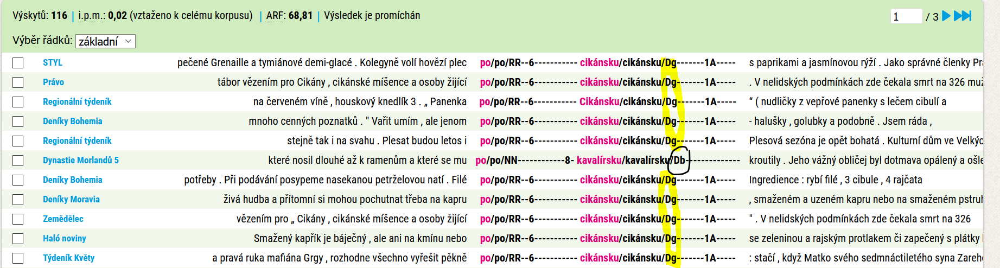 Výskytů: 116 | i.p.m.: 0,02 (vztaženo k celému korpusu) | ARF: 68,81 | Výsledek je promíchán 1 / 3
Výběr řádků: základní
STYL pečené Grenaille a tymiánové demi-glacé . Kolegyně volí hovězí plec po/po/RR--6----------- cikánsku/cikánsku/Dg-------1A----- s paprikami a jasmínovou rýží . Jako správné členky
Právo tábor vězením pro Cikány , cikánské míšence a osoby žijící po/po/RR--6----------- cikánsku/cikánsku/Dg-------1A----- . V nelidských podmínkách zde čekala smrt na 326
Regionální týdeník na červeném víně , houskový knedlík 3 . „ Panenka po/po/RR--6----------- Cikánsku/cikánsku/Dg-------1A----- “ ( nudličky z vepřové panenky s lečem cibulí a
Deníky Bohemia mnoho cenných poznatků . " Vařit umím , ale jenom po/po/RR--6----------- cikánsku/cikánsku/Dg-------1A----- - halušky , golubky a podobně . Jsem ráda ,
Regionální týdeník stejně tak i na svahu . Plesat budou letos i po/po/RR--6----------- cikánsku/cikánsku/Dg-------1A----- Plesová sezóna je opět bohatá . Kulturní dům ve
Dynastie Morlandů 5 které nosil dlouhé až k ramenům a které se mu po/po/NN------------8- kavalírsku/kavalírsku/Db------------- kroutily . Jeho vážný obličej byl dotmava opálený a
Deníky Bohemia potřeby . Při podávání posypeme nasekanou petrželovou natí . Filé po/po/RR--6----------- cikánsku/cikánsku/Dg-------1A----- Ingredience : rybí filé , 3 cibule , 4 rajčata
Deníky Moravia živá hudba a přítomní si mohou pochutnat třeba na kapru po/po/RR--6----------- cikánsku/cikánsku/Dg-------1A----- , smaženém a uzeném kapru nebo na smaženém
Zemědělec vězením pro „ Cikány , cikánské míšence a osoby žijící po/po/RR--6----------- cikánsku/cikánsku/Dg-------1A----- " . V nelidských podmínkách zde čekala smrt na 326
Haló noviny Smažený kapřík je báječný , ale ani na kmínu nebo po/po/RR--6----------- cikánsku/cikánsku/Dg-------1A----- se zeleninou a rajským protlakem či zapečený s plátky
Týdeník Květy a pravá ruka mafiána Grgy , rozhodne všechno vyřešit pěkně po/po/RR--6----------- cikánsku/cikánsku/Dg-------1A----- : stačí , když Matko svého sedmnáctiletého syna